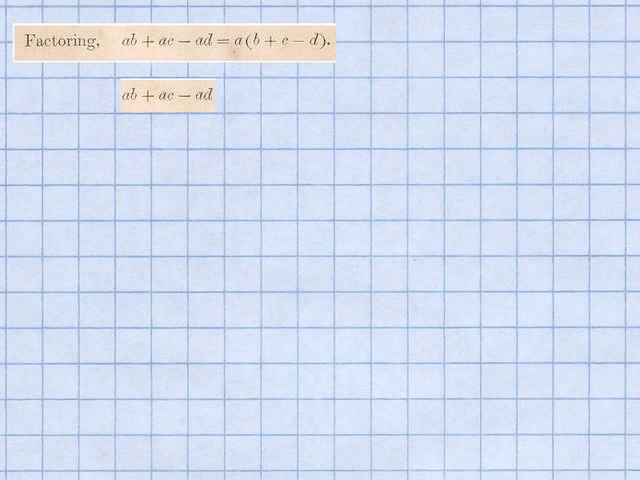 Factoring, ab + ac − ad = a (b + c − d).
ab + ac − ad